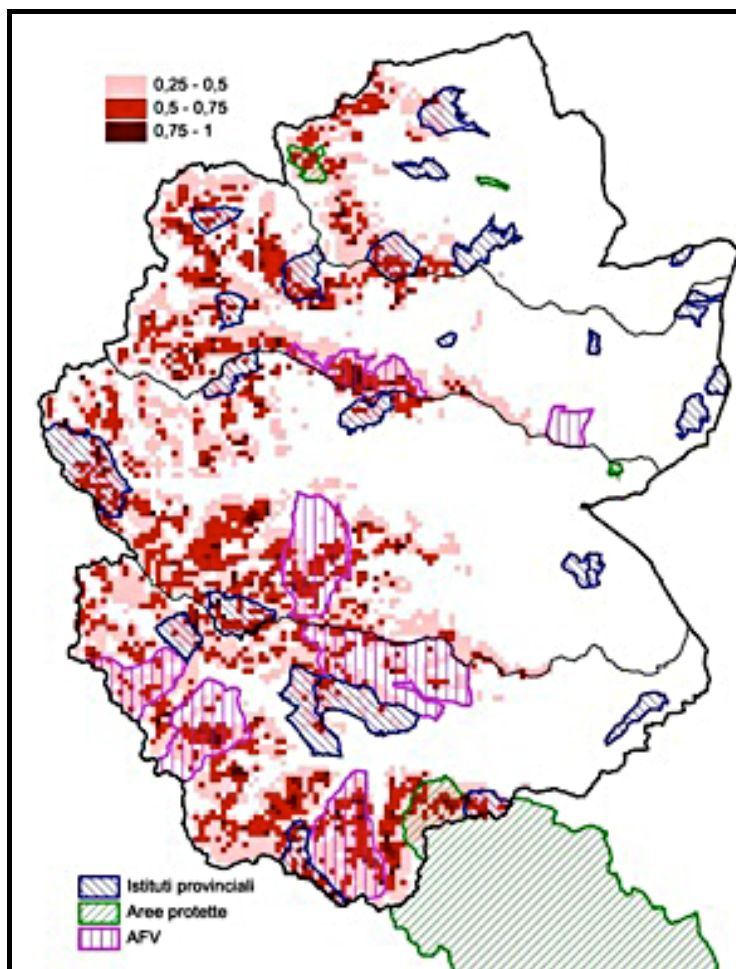 0,25 - 0,5
0,5 - 0,75
0,75 - 1
Istituti provinciali
Aree protette
AFV